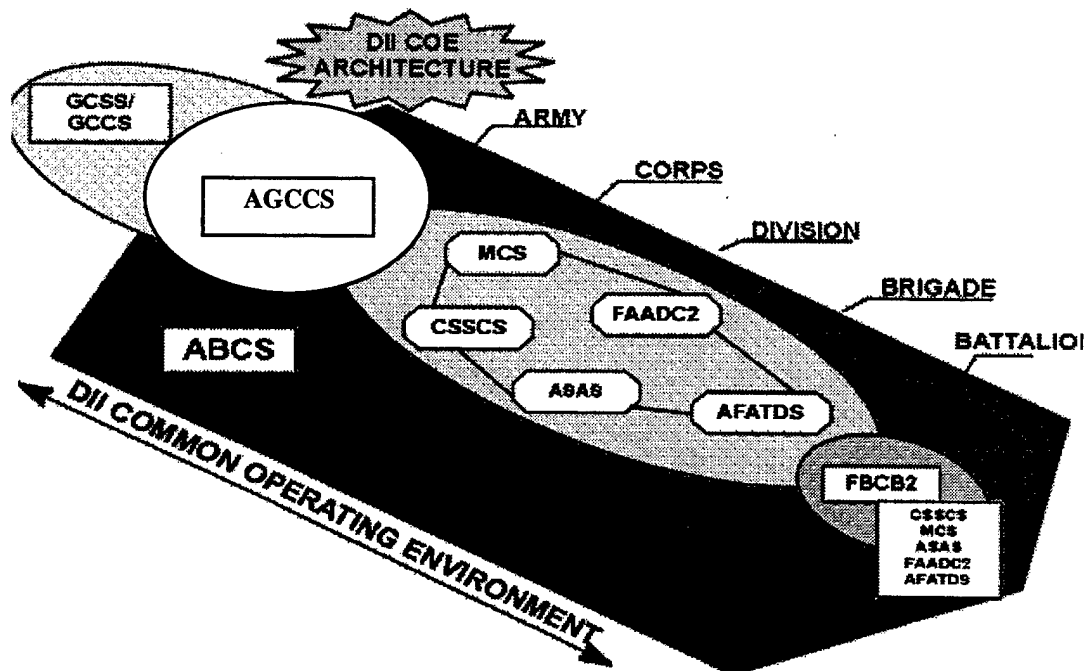 DII COE
ARCHITECTURE
GCSS/
GCCS
ARMY
AGCCS
CORPS
DIVISION
MCS
BRIGADE
FAADC2
CSSCS
BATTALION
ABCS
ASAS
AFATDS
DII COMMON OPERATING ENVIRONMENT
FBCB2
CSSCS
MCS
ASAS
FAADC2
AFATDS